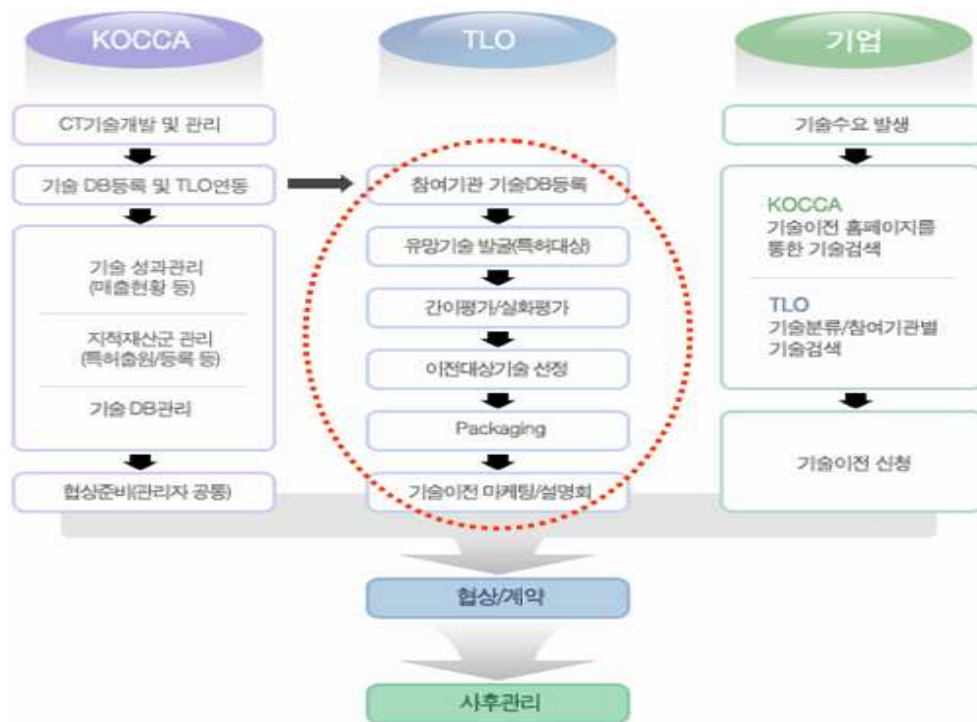 KOCCA
CT기술개발 및 관리
기술 DB등록 및 TLO연동
기술 성과관리
(매출현황 등)
지적재산군 관리
(특허출원/등록 등)
기술 DB관리
협상준비(관리자 공통)
TLO
참여기관 기술DB등록
유망기술 발굴(특허대상)
간이평가/실화평가
이전대상기술 선정
Packaging
기술이전 마케팅/설명회
기업
기술수요 발생
KOCCA
기술이전 홈페이지를
통한 기술검색
TLO
기술분류/참여기관별
기술검색
기술이전 신청
협상/계약
사후관리